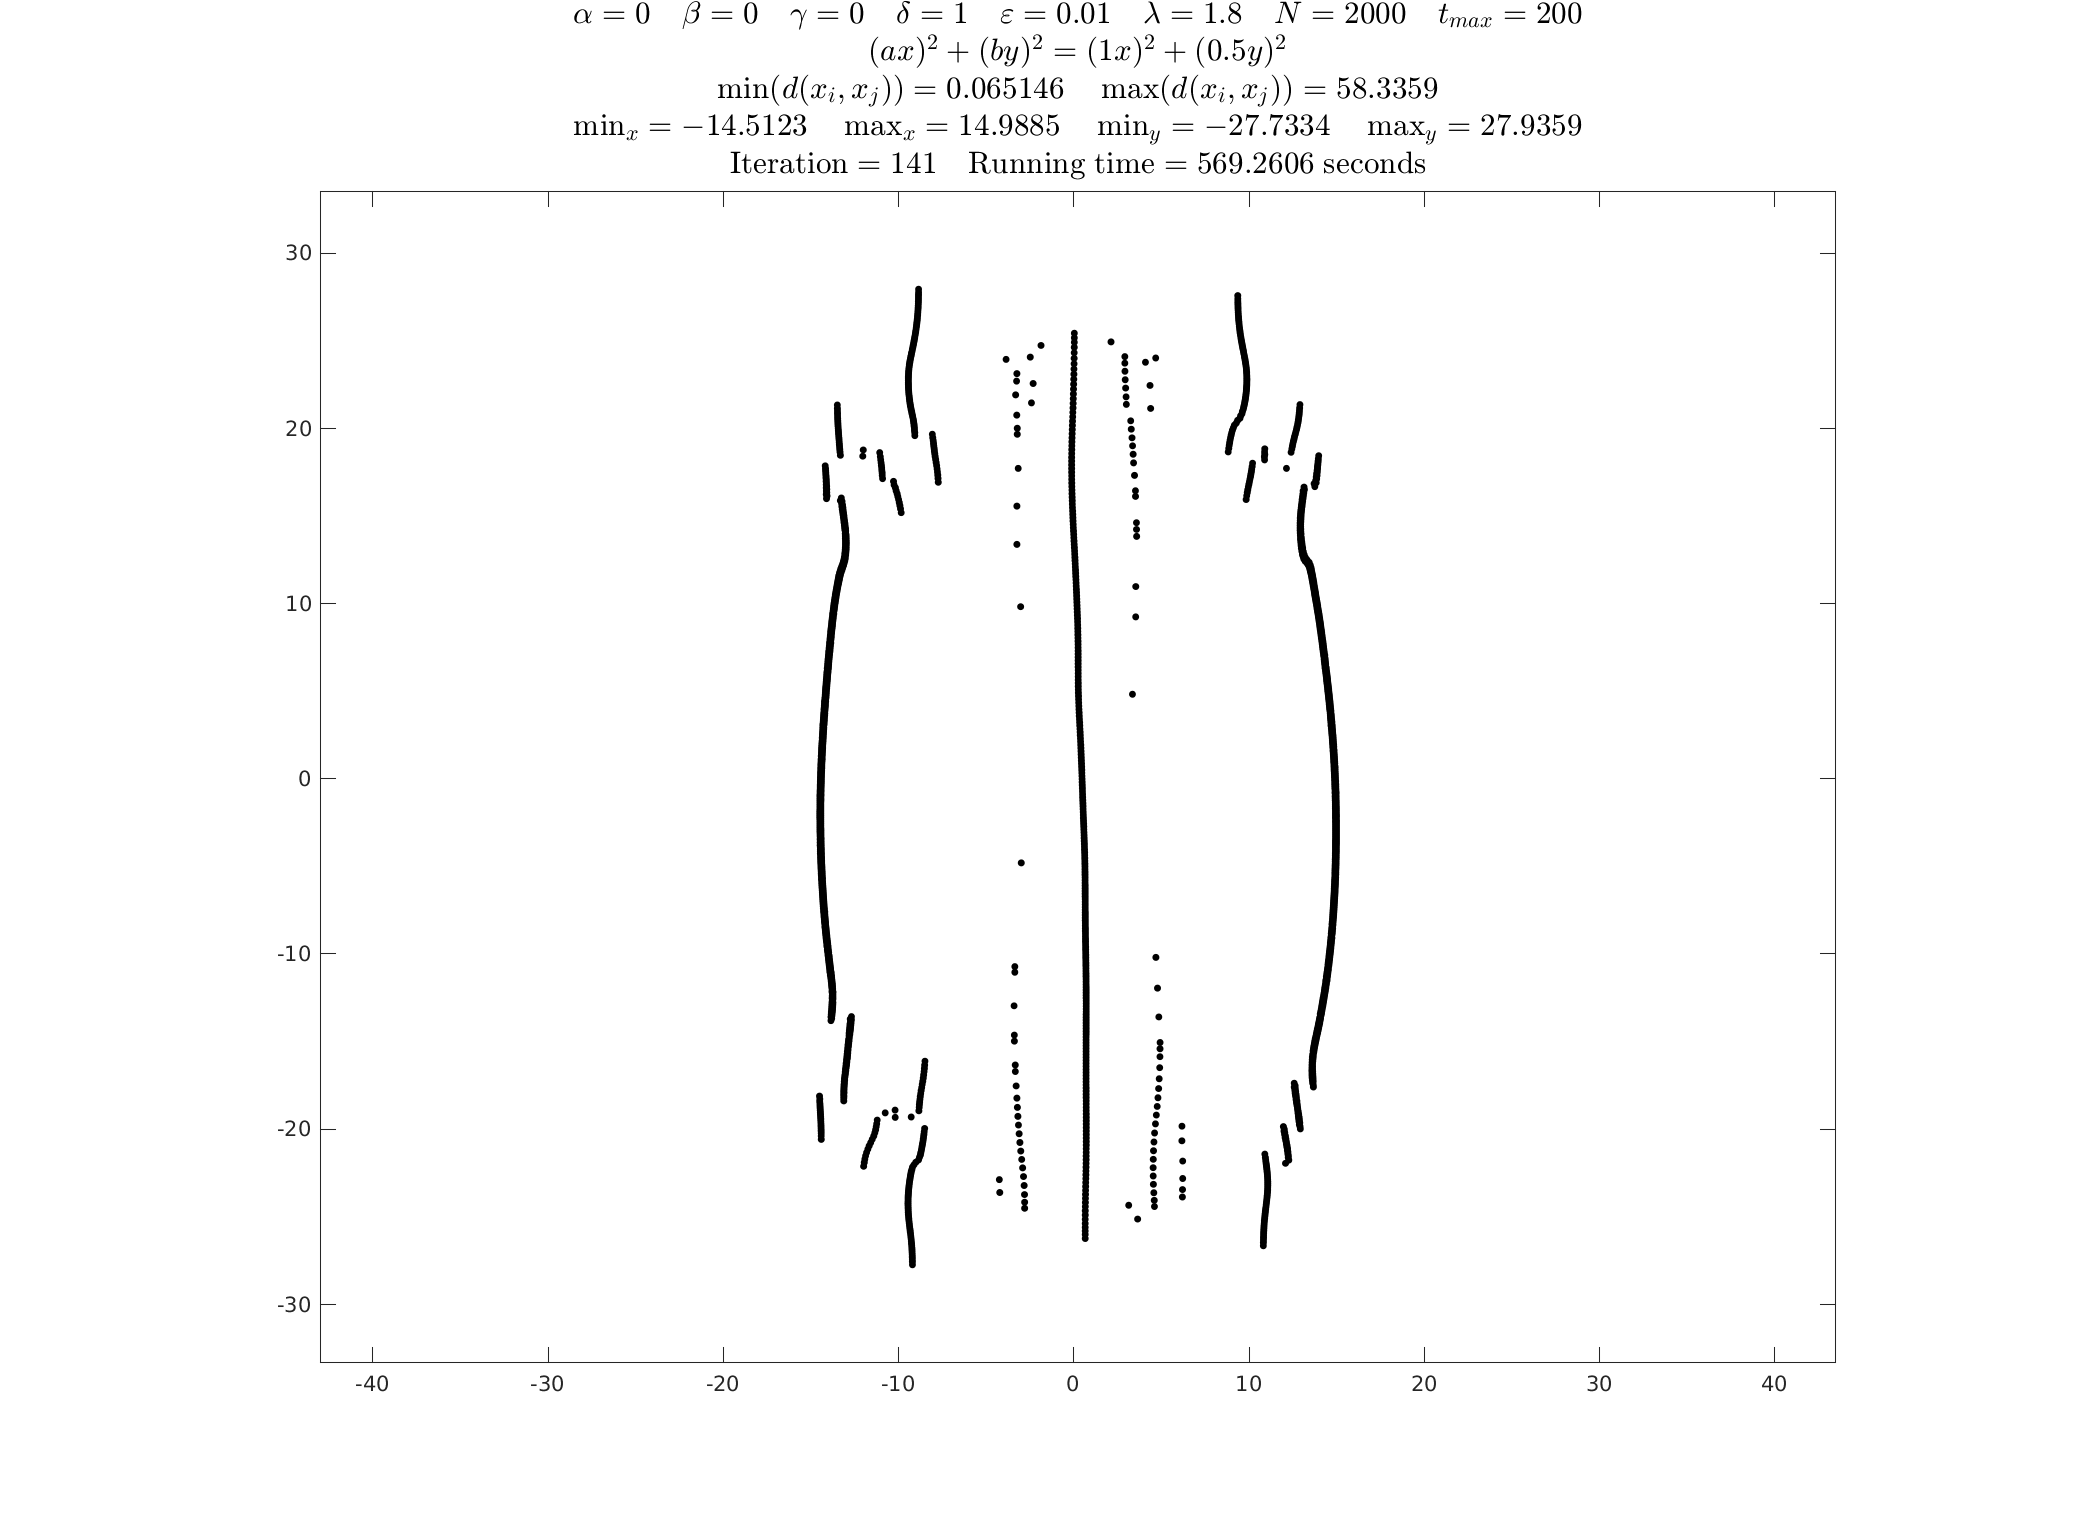 α = 0 β = 0 γ = 0 δ = 1 ε = 0.01 λ = 1.8 N = 2000 t_max = 200
(ax)² + (by)² = (1x)² + (0.5y)²
min(d(x_i, x_j)) = 0.065146 max(d(x_i, x_j)) = 58.3359
min_x = −14.5123 max_x = 14.9885 min_y = −27.7334 max_y = 27.9359
Iteration = 141 Running time = 569.2606 seconds
30
20
10
0
-10
-20
-30
-40 -30 -20 -10 0 10 20 30 40